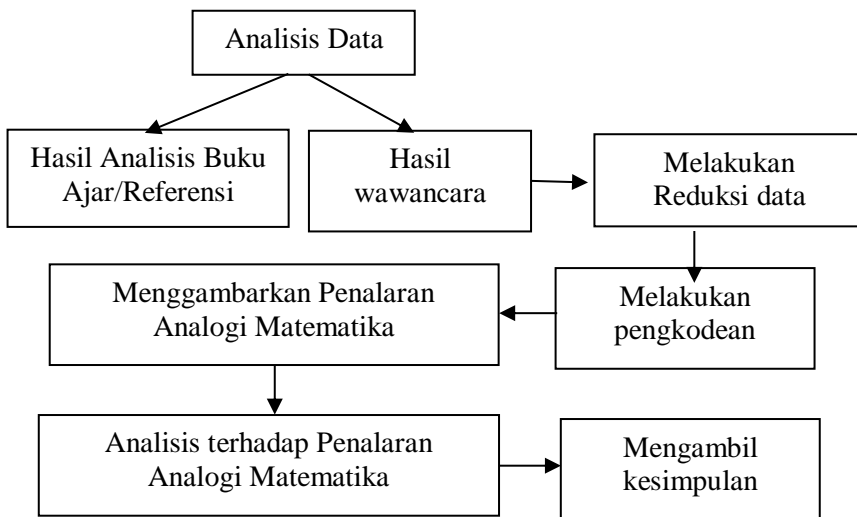 Analisis Data
Hasil Analisis Buku
Ajar/Referensi
Hasil
wawancara
Melakukan
Reduksi data
Melakukan
pengkodean
Menggambarkan Penalaran
Analogi Matematika
Analisis terhadap Penalaran
Analogi Matematika
Mengambil
kesimpulan